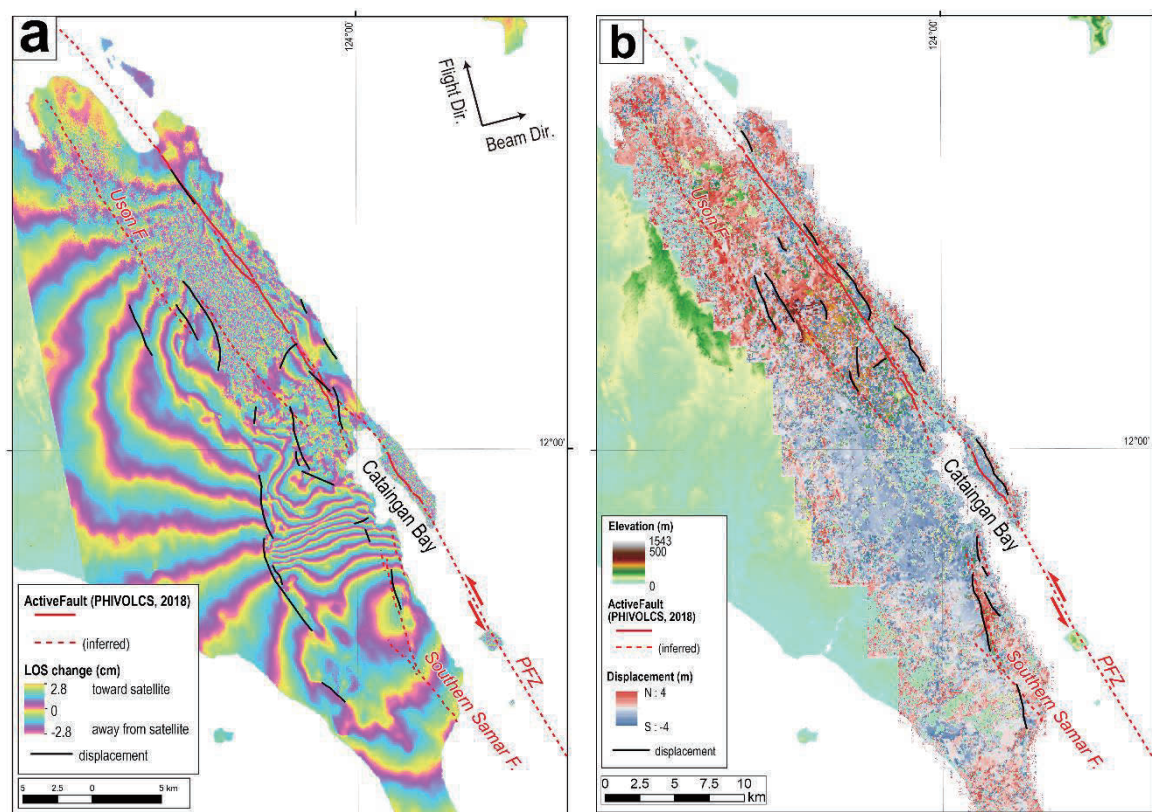 a
124°00'
Flight Dir.
Beam Dir.
Uson F.
12°00'
Cataingan Bay
Southern Samar F.
PFZ
ActiveFault (PHIVOLCS, 2018)
(inferred)
LOS change (cm)
2.8 toward satellite
0
-2.8 away from satellite
displacement
5 2.5 0 5 km
b
124°00'
Uson F.
12°00'
Cataingan Bay
Southern Samar F.
PFZ
Elevation (m)
1543
500
0
ActiveFault
(PHIVOLCS, 2018)
(inferred)
Displacement (m)
N : 4
S : -4
displacement
0 2.5 5 7.5 10
km